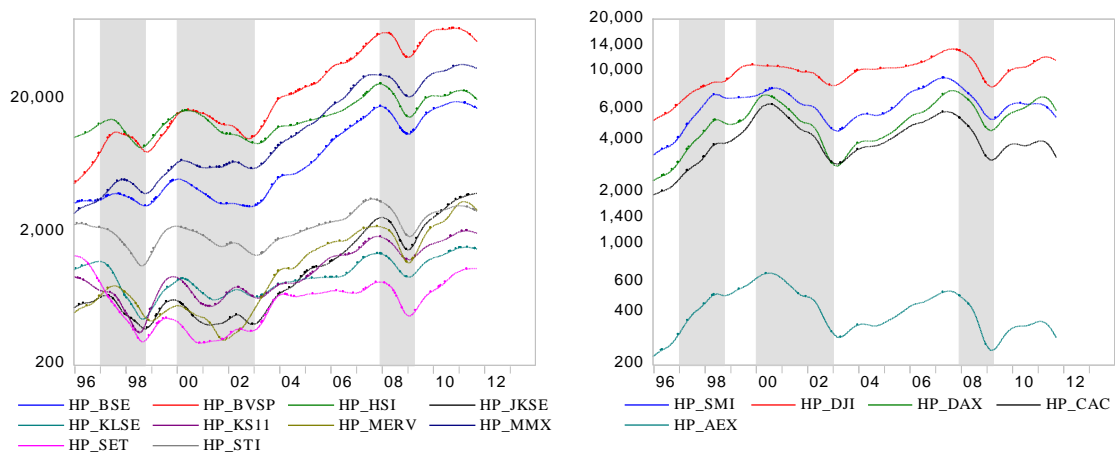 20,000
2,000
200
96 98 00 02 04 06 08 10 12
HP_BSE HP_BVSP HP_HSI HP_JKSE
HP_KLSE HP_KS11 HP_MERV HP_MMX
HP_SET HP_STI
20,000
14,000
10,000
6,000
4,000
2,000
1,400
1,000
600
400
200
96 98 00 02 04 06 08 10 12
HP_SMI HP_DJI HP_DAX HP_CAC
HP_AEX